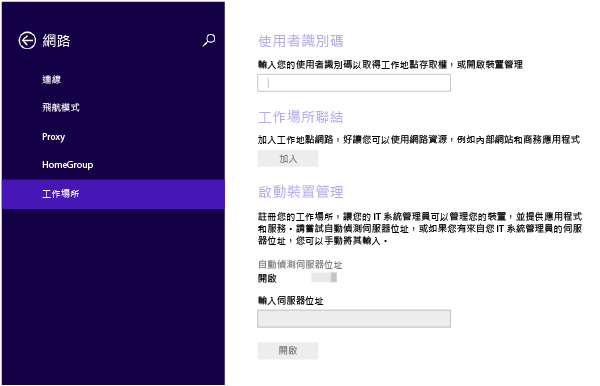 網路
連線
飛航模式
Proxy
HomeGroup
工作場所
使用者識別碼
輸入您的使用者識別碼以取得工作地點存取權，或開啟裝置管理
工作場所聯結
加入工作地點網路，好讓您可以使用網路資源，例如內部網站和商務應用程式
加入
啟動裝置管理
註冊您的工作場所，讓您的 IT 系統管理員可以管理您的裝置，並提供應用程式
和服務。請嘗試自動偵測伺服器位址，或如果您有來自您 IT 系統管理員的伺服
器位址，您可以手動將其輸入。
自動偵測伺服器位址
開啟
輸入伺服器位址
開啟